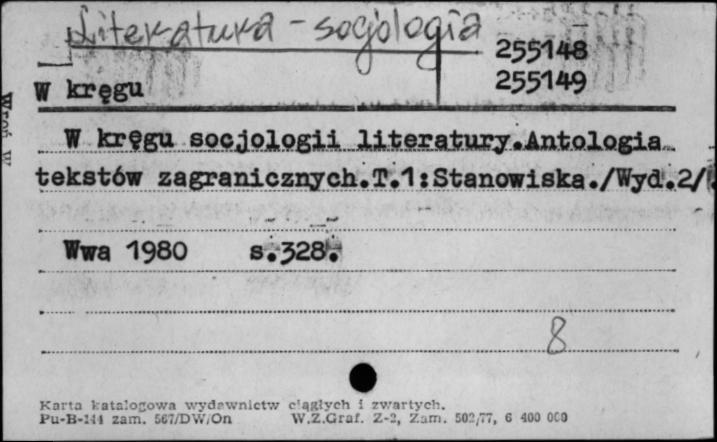 Literatura - socjologia
255148
255149
W kręgu
W kręgu socjologii literatury.Antologia
tekstów zagranicznych.T.1:Stanowiska./Wyd.2/
Wwa 1980 s.328.
8
Karta katalogowa wydawnictw ciągłych i zwartych.
Pu-B-144 zam. 567/DW/On W.Z.Graf. Z-2, Zam. 502/77, 6 400 000